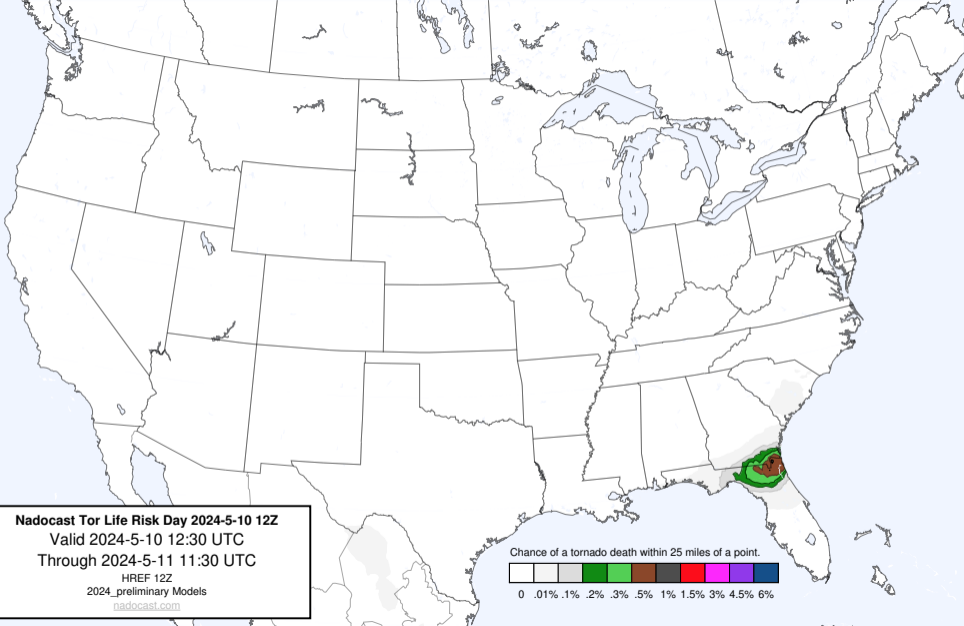 Nadocast Tor Life Risk Day 2024-5-10 12Z
Valid 2024-5-10 12:30 UTC
Through 2024-5-11 11:30 UTC
HREF 12Z
2024_preliminary Models
nadocast.com
Chance of a tornado death within 25 miles of a point.
0 .01% .1% .2% .3% .5% 1% 1.5% 3% 4.5% 6%